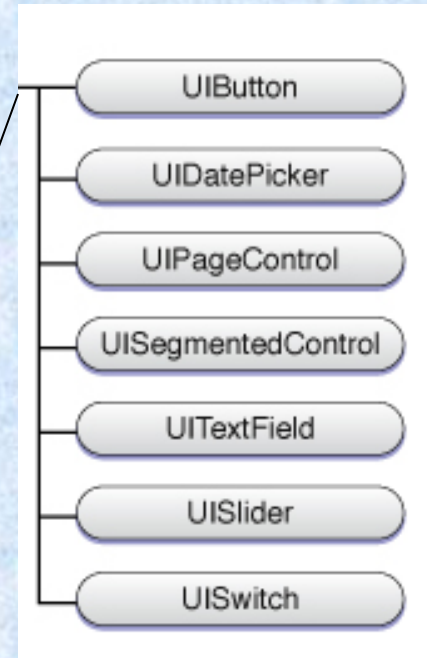 UIButton
UIDatePicker
UIPageControl
UISegmentedControl
UITextField
UISlider
UISwitch